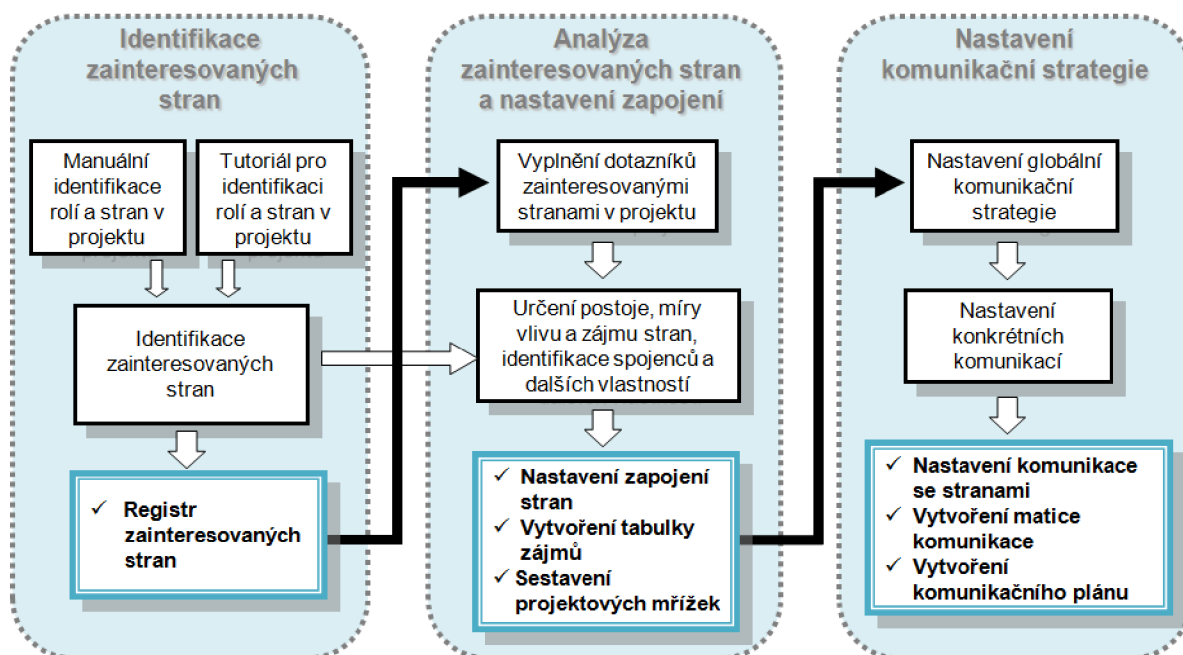 Identifikace
zainteresovaných
stran
Manuální
identifikace
rolí a stran v
projektu
Tutoriál pro
identifikaci
rolí a stran v
projektu
Identifikace
zainteresovaných
stran
✓ Registr
zainteresovaných
stran
Analýza
zainteresovaných stran
a nastavení zapojení
Vyplnění dotazníků
zainteresovanými
stranami v projektu
Určení postoje, míry
vlivu a zájmu stran,
identifikace spojenců a
dalších vlastností
✓ Nastavení zapojení
stran
✓ Vytvoření tabulky
zájmů
✓ Sestavení
projektových mřížek
Nastavení
komunikační strategie
Nastavení globální
komunikační
strategie
Nastavení
konkrétních
komunikací
✓ Nastavení komunikace
se stranami
✓ Vytvoření matice
komunikace
✓ Vytvoření
komunikačního plánu